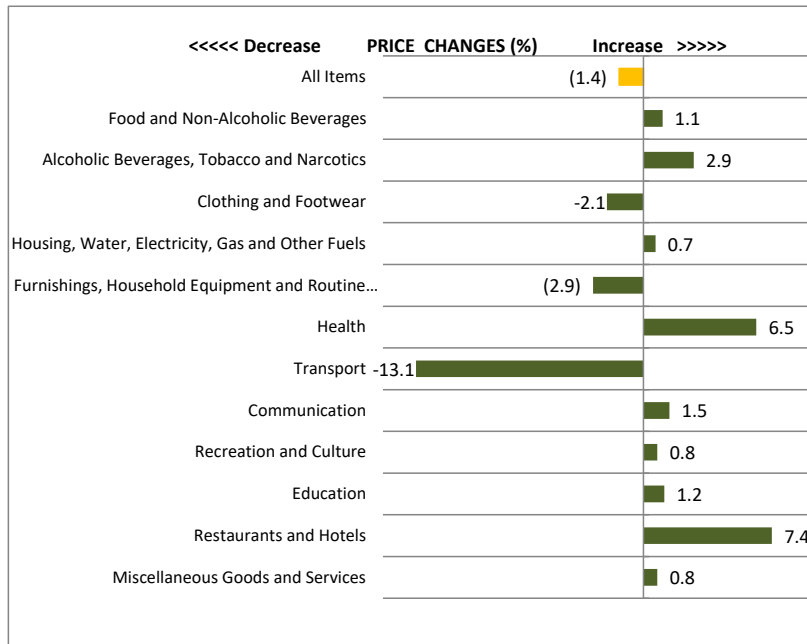 <<<<< Decrease PRICE CHANGES (%) Increase >>>>>
All Items (1.4)
Food and Non-Alcoholic Beverages 1.1
Alcoholic Beverages, Tobacco and Narcotics 2.9
Clothing and Footwear -2.1
Housing, Water, Electricity, Gas and Other Fuels 0.7
Furnishings, Household Equipment and Routine... (2.9)
Health 6.5
Transport -13.1
Communication 1.5
Recreation and Culture 0.8
Education 1.2
Restaurants and Hotels 7.4
Miscellaneous Goods and Services 0.8